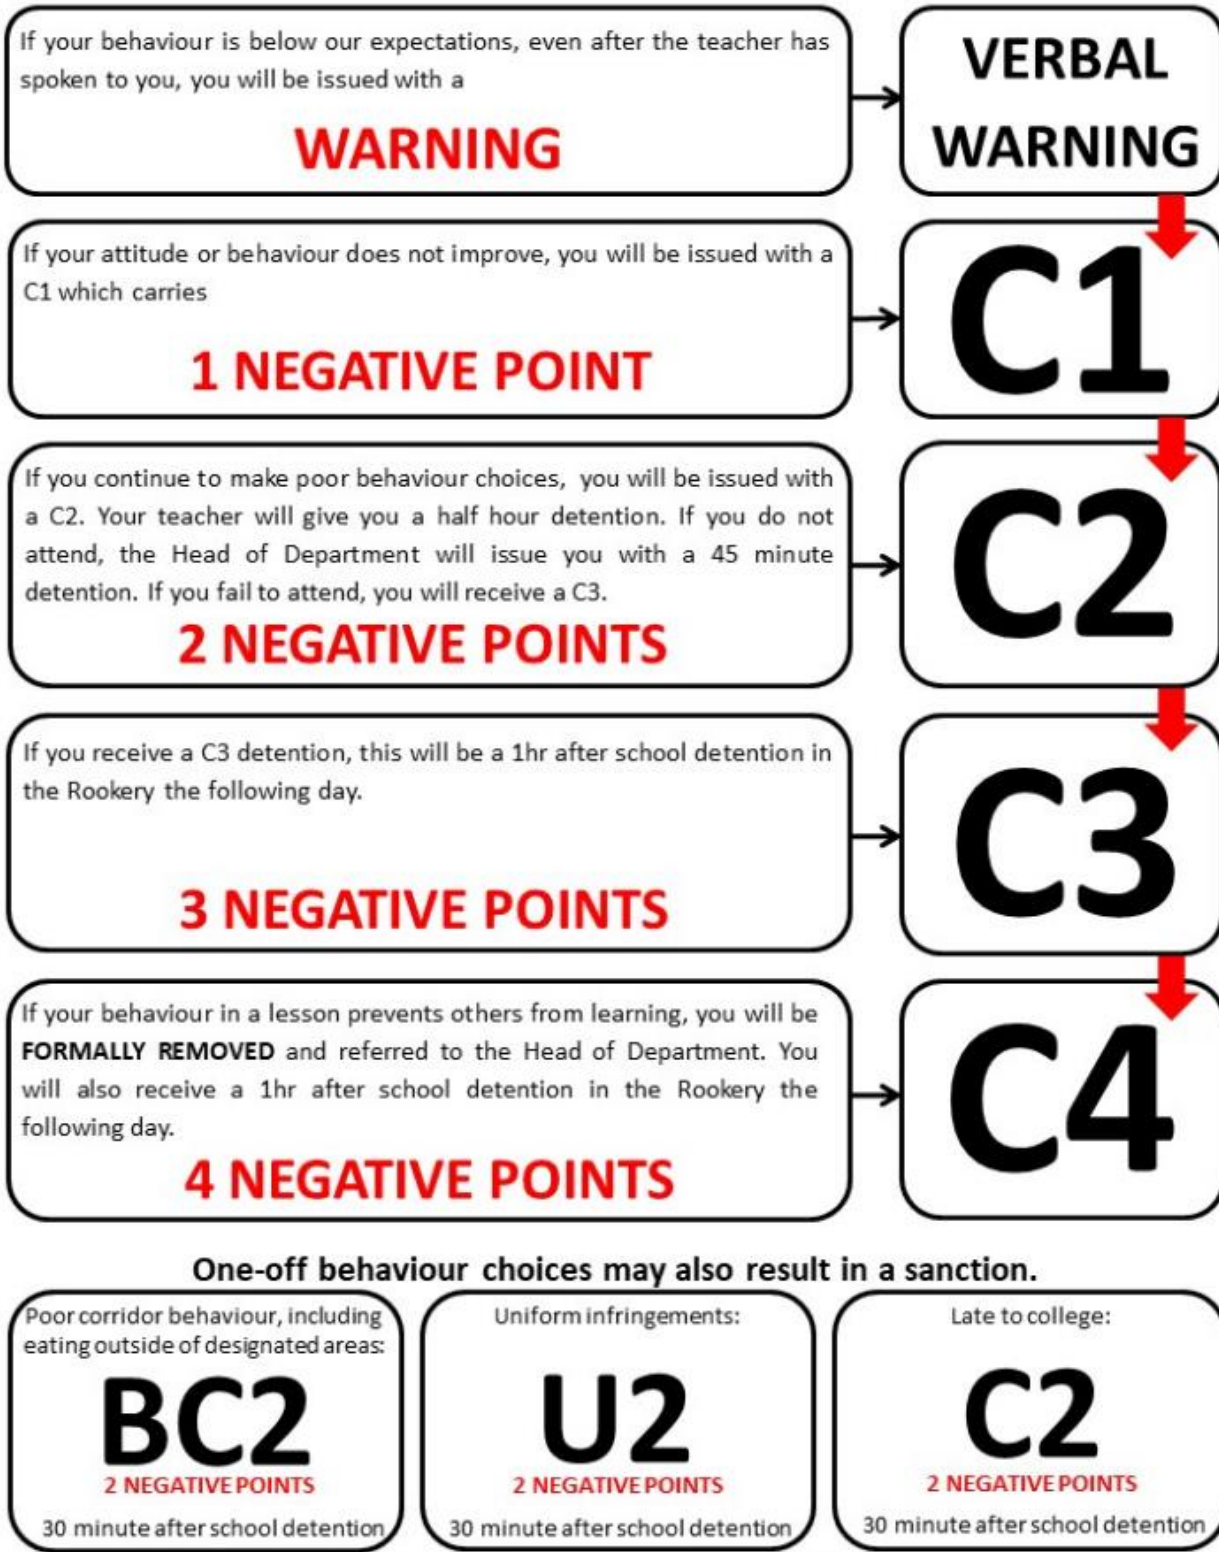 If your behaviour is below our expectations, even after the teacher has
spoken to you, you will be issued with a
WARNING
VERBAL
WARNING
If your attitude or behaviour does not improve, you will be issued with a
C1 which carries
1 NEGATIVE POINT
C1
If you continue to make poor behaviour choices, you will be issued with
a C2. Your teacher will give you a half hour detention. If you do not
attend, the Head of Department will issue you with a 45 minute
detention. If you fail to attend, you will receive a C3.
2 NEGATIVE POINTS
C2
If you receive a C3 detention, this will be a 1hr after school detention in
the Rookery the following day.
3 NEGATIVE POINTS
C3
If your behaviour in a lesson prevents others from learning, you will be
FORMALLY REMOVED and referred to the Head of Department. You
will also receive a 1hr after school detention in the Rookery the
following day.
4 NEGATIVE POINTS
C4
One-off behaviour choices may also result in a sanction.
Poor corridor behaviour, including
eating outside of designated areas:
BC2
2 NEGATIVE POINTS
30 minute after school detention
Uniform infringements:
U2
2 NEGATIVE POINTS
30 minute after school detention
Late to college:
C2
2 NEGATIVE POINTS
30 minute after school detention